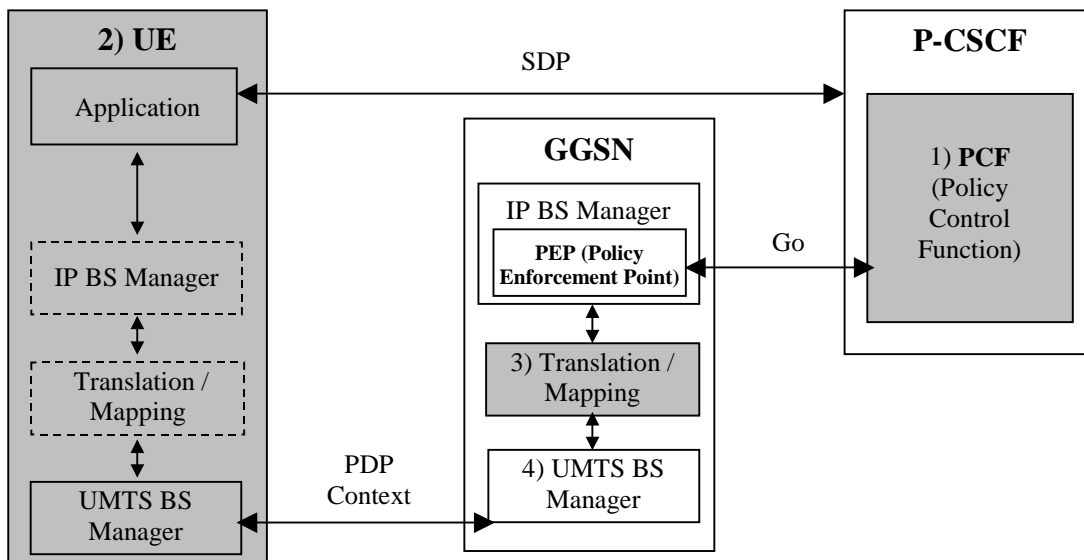 2) UE
Application
IP BS Manager
Translation /
Mapping
UMTS BS
Manager
SDP
PDP
Context
GGSN
IP BS Manager
PEP (Policy
Enforcement Point)
3) Translation /
Mapping
4) UMTS BS
Manager
Go
P-CSCF
1) PCF
(Policy
Control
Function)